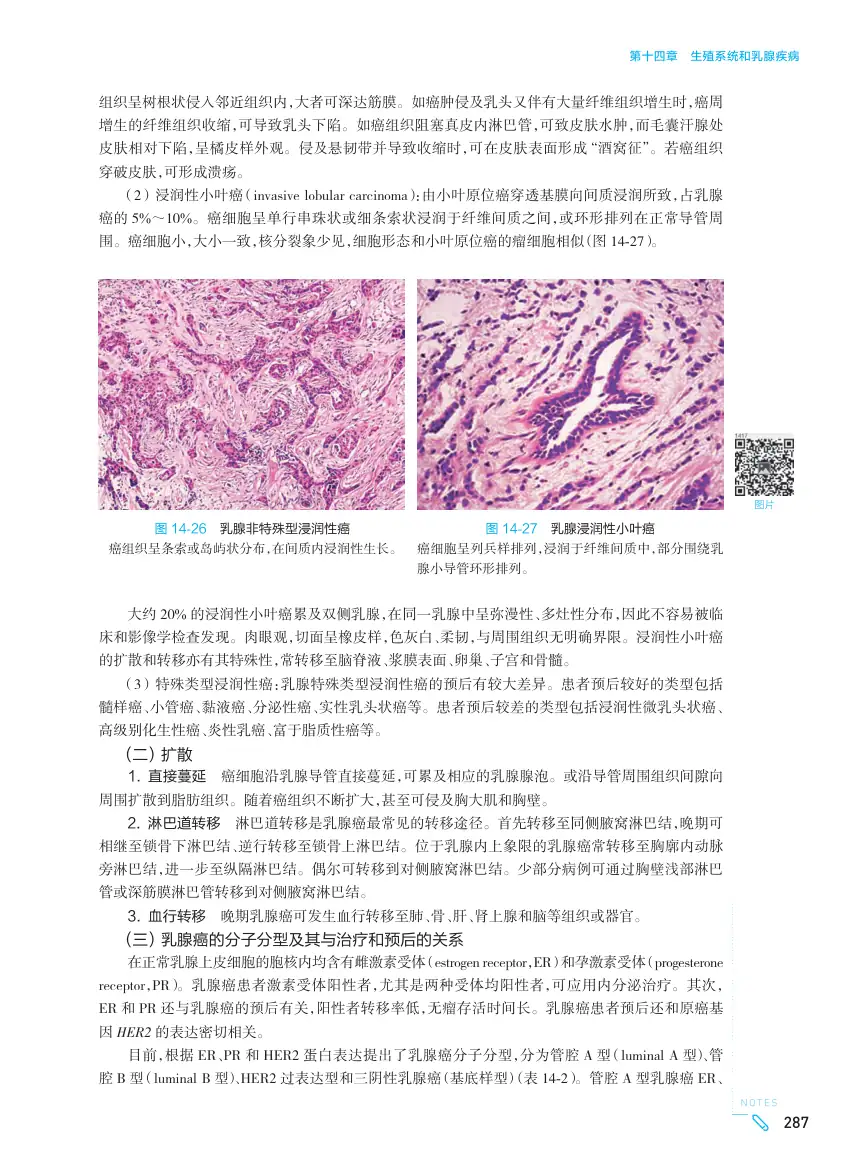 第十四章 生殖系统和乳腺疾病
组织呈树根状侵入邻近组织内,大者可深达筋膜。如癌肿侵及乳头又伴有大量纤维组织增生时,癌周
增生的纤维组织收缩,可导致乳头下陷。如癌组织阻塞真皮内淋巴管,可致皮肤水肿,而毛囊汗腺处
皮肤相对下陷,呈橘皮样外观。侵及悬韧带并导致收缩时,可在皮肤表面形成“酒窝征”。若癌组织
穿破皮肤,可形成溃疡。
(2)浸润性小叶癌(invasive lobular carcinoma):由小叶原位癌穿透基膜向间质浸润所致,占乳腺
癌的 5%~10%。癌细胞呈单行串珠状或细条索状浸润于纤维间质之间,或环形排列在正常导管周
围。癌细胞小,大小一致,核分裂象少见,细胞形态和小叶原位癌的瘤细胞相似(图 14-27)。
1457
图片
图 14-26 乳腺非特殊型浸润性癌
癌组织呈条索或岛屿状分布,在间质内浸润性生长。
图 14-27 乳腺浸润性小叶癌
癌细胞呈列兵样排列,浸润于纤维间质中,部分围绕乳
腺小导管环形排列。
大约 20% 的浸润性小叶癌累及双侧乳腺,在同一乳腺中呈弥漫性、多灶性分布,因此不容易被临
床和影像学检查发现。肉眼观,切面呈橡皮样,色灰白、柔韧,与周围组织无明确界限。浸润性小叶癌
的扩散和转移亦有其特殊性,常转移至脑脊液、浆膜表面、卵巢、子宫和骨髓。
(3)特殊类型浸润性癌:乳腺特殊类型浸润性癌的预后有较大差异。患者预后较好的类型包括
髓样癌、小管癌、黏液癌、分泌性癌、实性乳头状癌等。患者预后较差的类型包括浸润性微乳头状癌、
高级别化生性癌、炎性乳癌、富于脂质性癌等。
(二)扩散
1. 直接蔓延 癌细胞沿乳腺导管直接蔓延,可累及相应的乳腺腺泡。或沿导管周围组织间隙向
周围扩散到脂肪组织。随着癌组织不断扩大,甚至可侵及胸大肌和胸壁。
2. 淋巴道转移 淋巴道转移是乳腺癌最常见的转移途径。首先转移至同侧腋窝淋巴结,晚期可
相继至锁骨下淋巴结、逆行转移至锁骨上淋巴结。位于乳腺内上象限的乳腺癌常转移至胸廓内动脉
旁淋巴结,进一步至纵隔淋巴结。偶尔可转移到对侧腋窝淋巴结。少部分病例可通过胸壁浅部淋巴
管或深筋膜淋巴管转移到对侧腋窝淋巴结。
3. 血行转移 晚期乳腺癌可发生血行转移至肺、骨、肝、肾上腺和脑等组织或器官。
(三)乳腺癌的分子分型及其与治疗和预后的关系
在正常乳腺上皮细胞的胞核内均含有雌激素受体(estrogen receptor,ER)和孕激素受体(progesterone
receptor,PR)。乳腺癌患者激素受体阳性者,尤其是两种受体均阳性者,可应用内分泌治疗。其次,
ER 和 PR 还与乳腺癌的预后有关,阳性者转移率低,无瘤存活时间长。乳腺癌患者预后还和原癌基
因 HER2 的表达密切相关。
目前,根据 ER、PR 和 HER2 蛋白表达提出了乳腺癌分子分型,分为管腔 A 型(luminal A 型)、管
腔 B 型(luminal B 型)、HER2 过表达型和三阴性乳腺癌(基底样型)(表 14-2)。管腔 A 型乳腺癌 ER、
NOTES
287